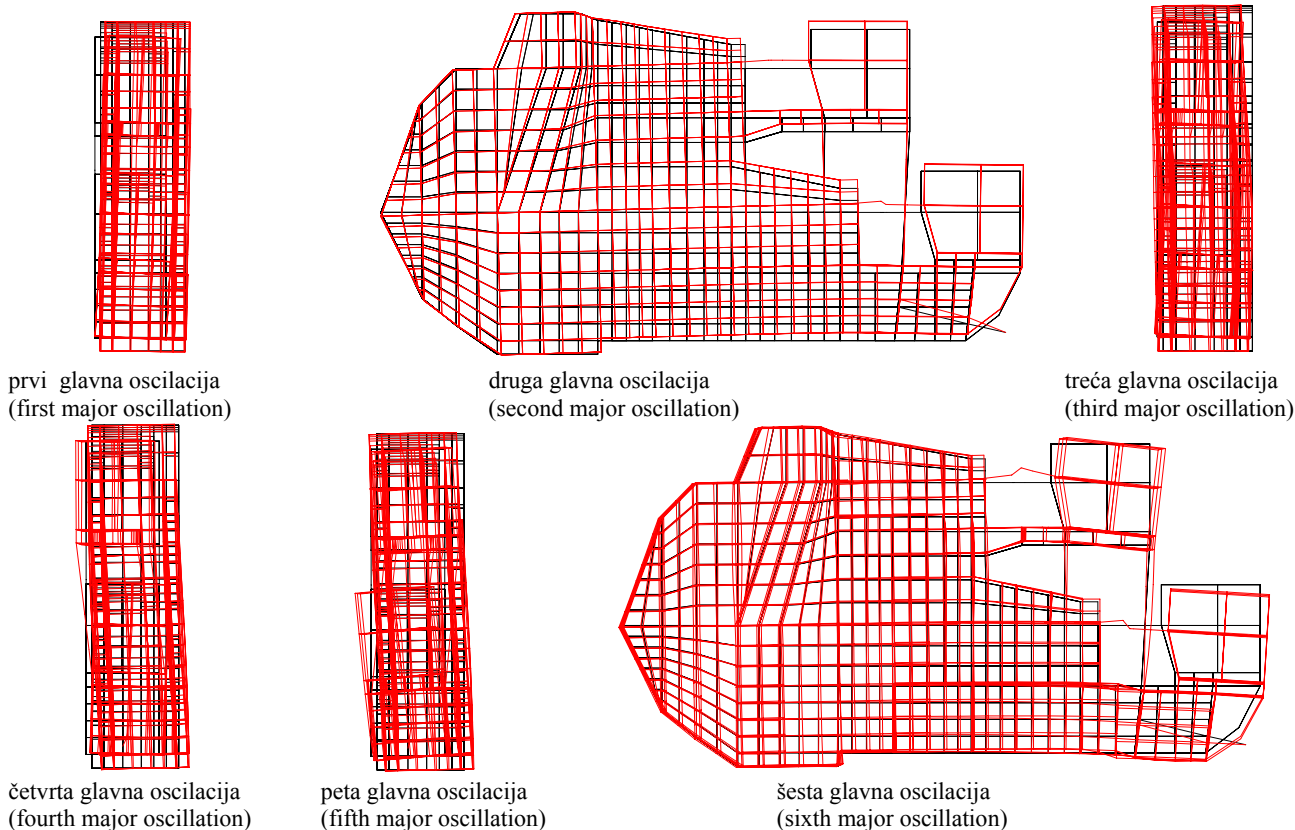 prvi glavna oscilacija
(first major oscillation)
druga glavna oscilacija
(second major oscillation)
treća glavna oscilacija
(third major oscillation)
četvrta glavna oscilacija
(fourth major oscillation)
peta glavna oscilacija
(fifth major oscillation)
šesta glavna oscilacija
(sixth major oscillation)